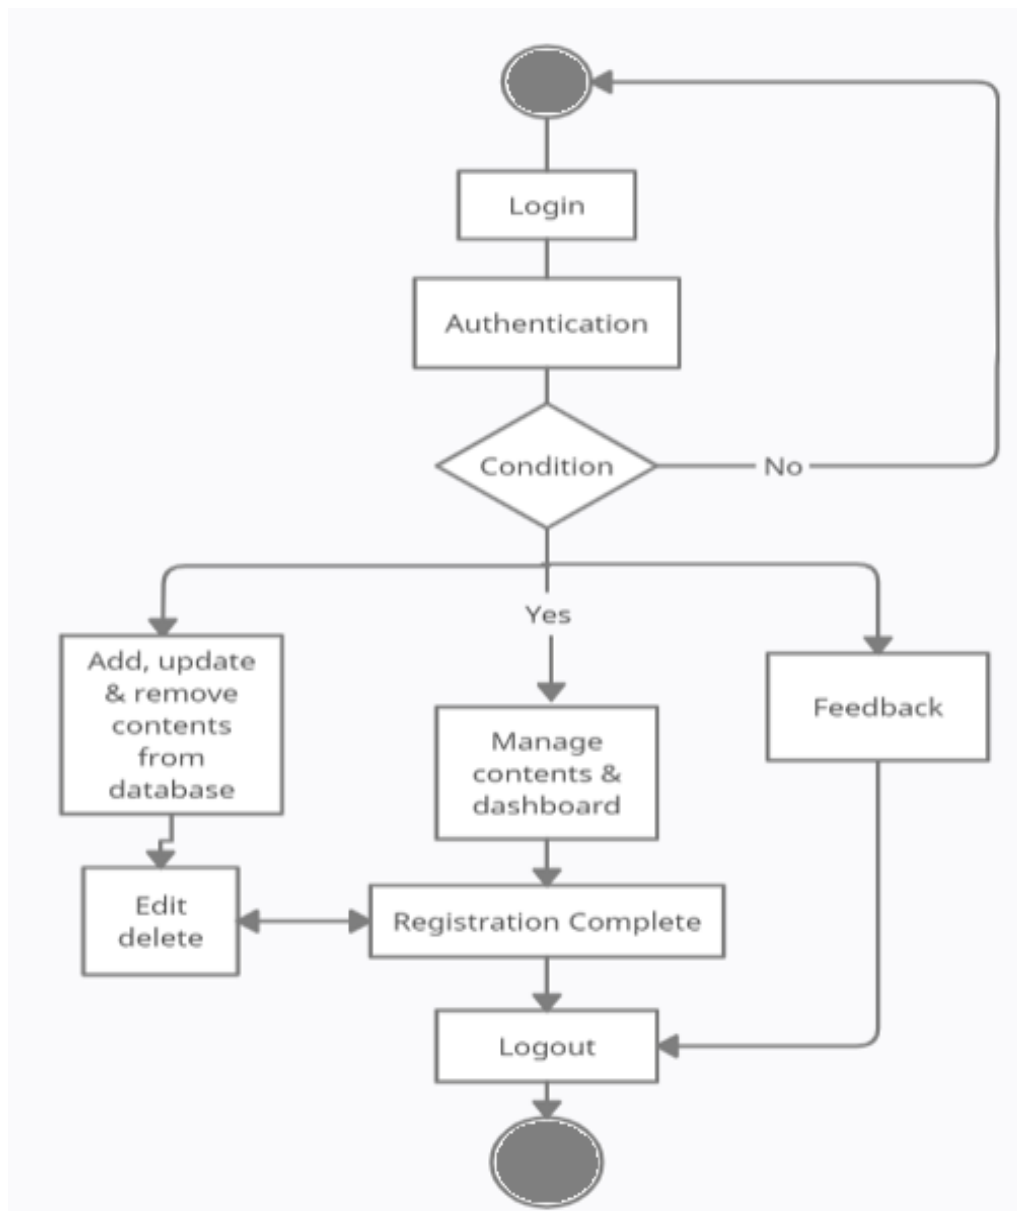 Login
Authentication
Condition
No
Yes
Add, update
& remove
contents
from
database
Manage
contents &
dashboard
Feedback
Edit
delete
Registration Complete
Logout